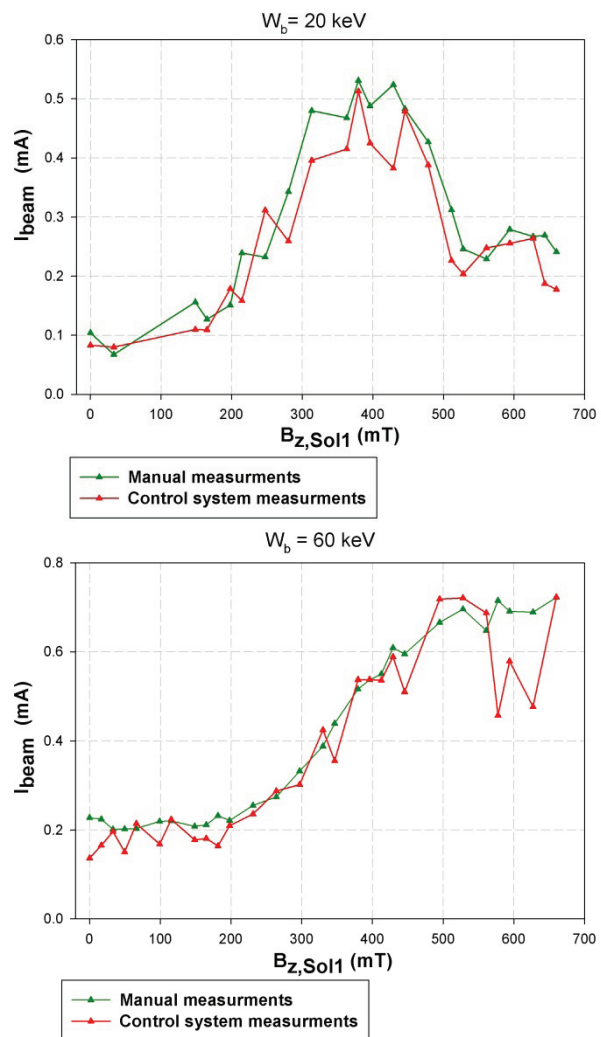 W_b= 20 keV
0.6
0.5
0.4
0.3
0.2
0.1
0.0
I_beam (mA)
0 100 200 300 400 500 600 700
B_z,Sol1 (mT)
Manual measurments
Control system measurments
W_b = 60 keV
0.8
0.6
0.4
0.2
0.0
I_beam (mA)
0 100 200 300 400 500 600 700
B_z,Sol1 (mT)
Manual measurments
Control system measurments